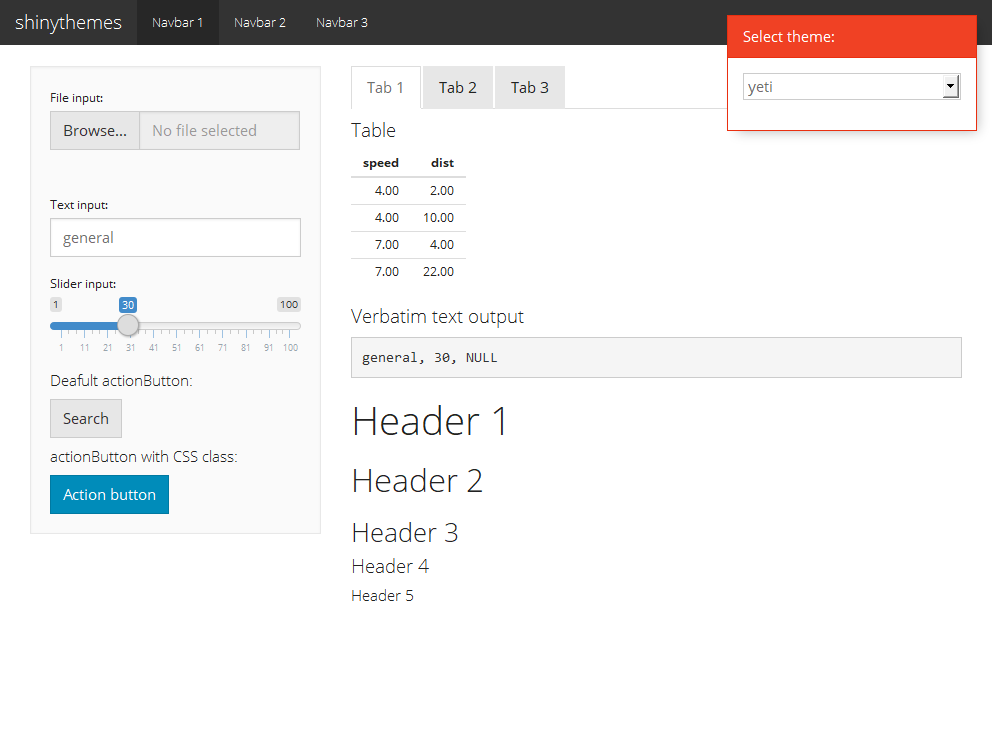 shinythemes Navbar 1 Navbar 2 Navbar 3
Select theme:
yeti
File input:
Browse... No file selected
Text input:
general
Slider input:
1 30 100
1 11 21 31 41 51 61 71 81 91 100
Deafult actionButton:
Search
actionButton with CSS class:
Action button
Tab 1 Tab 2 Tab 3
Table
speed dist
4.00 2.00
4.00 10.00
7.00 4.00
7.00 22.00
Verbatim text output
general, 30, NULL
Header 1
Header 2
Header 3
Header 4
Header 5